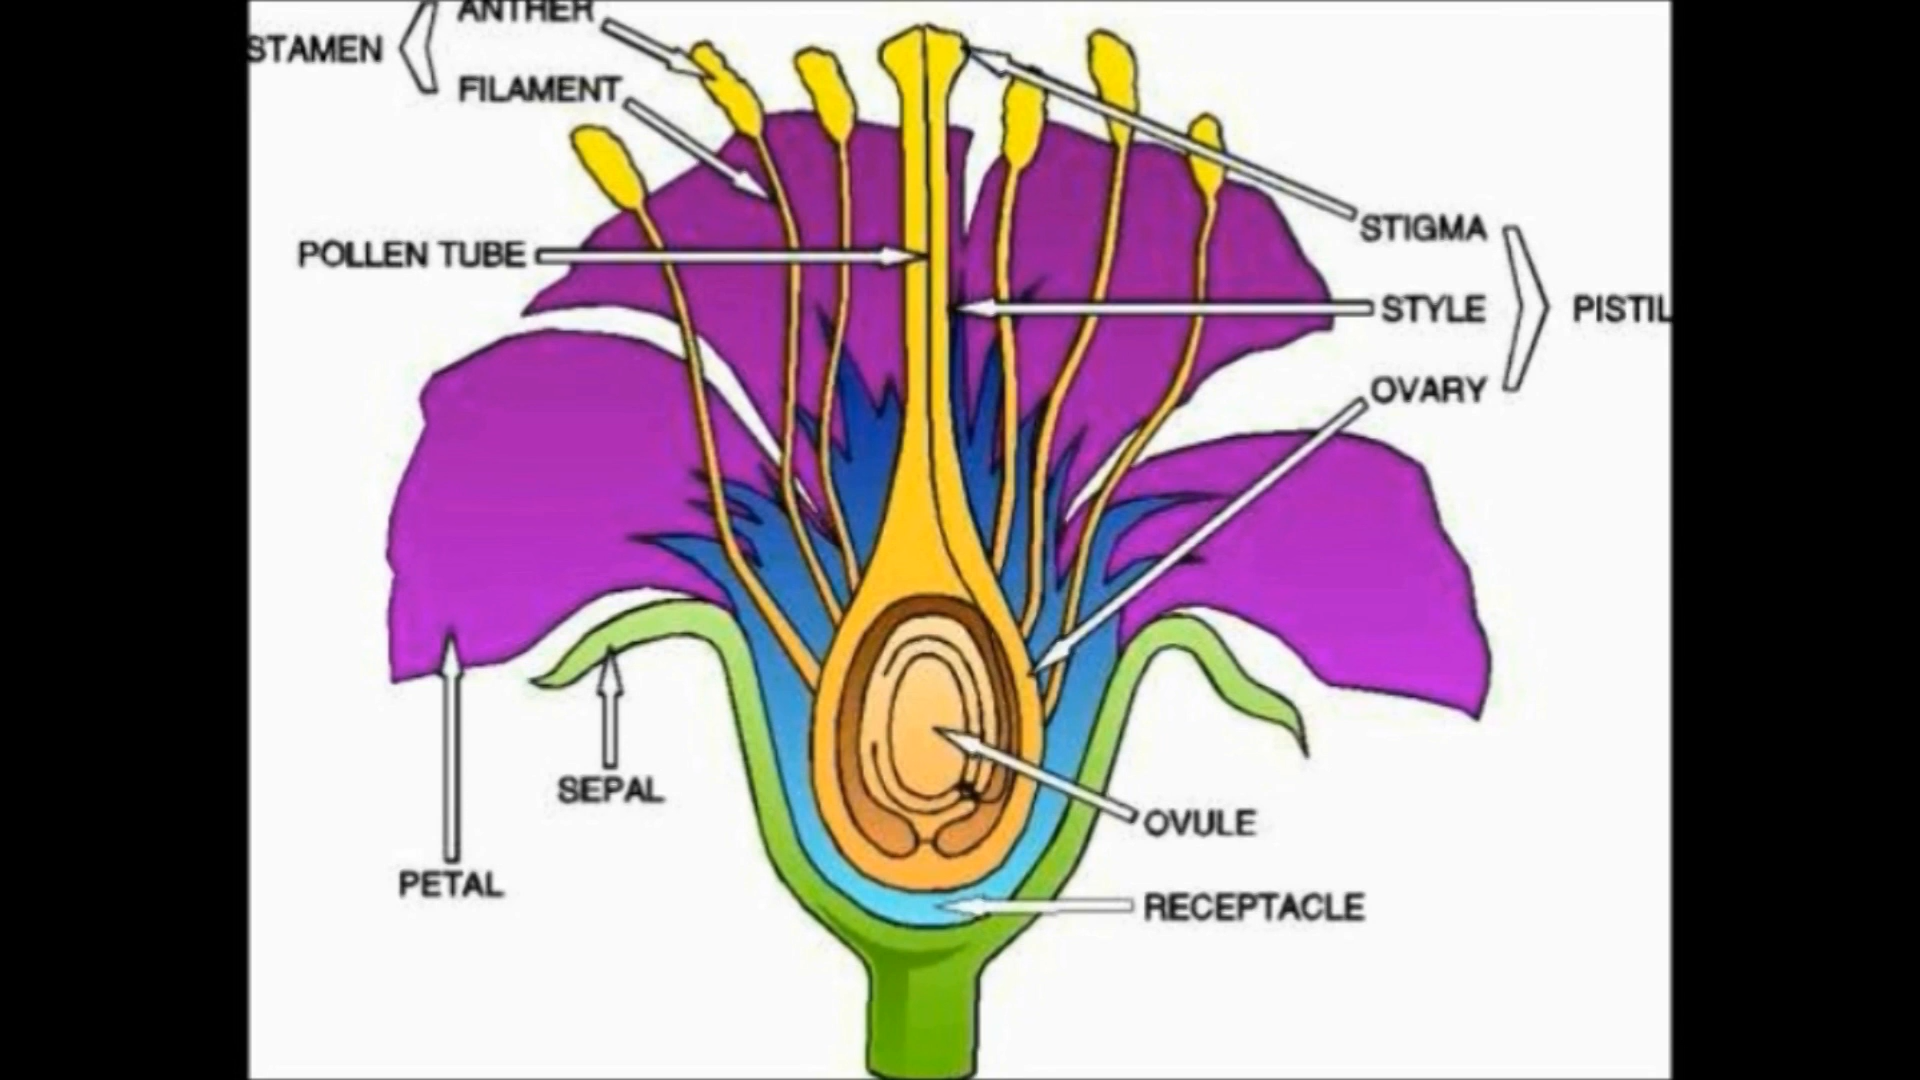 ANTHER
STAMEN
FILAMENT
POLLEN TUBE
STIGMA
STYLE
PISTIL
OVARY
SEPAL
OVULE
PETAL
RECEPTACLE